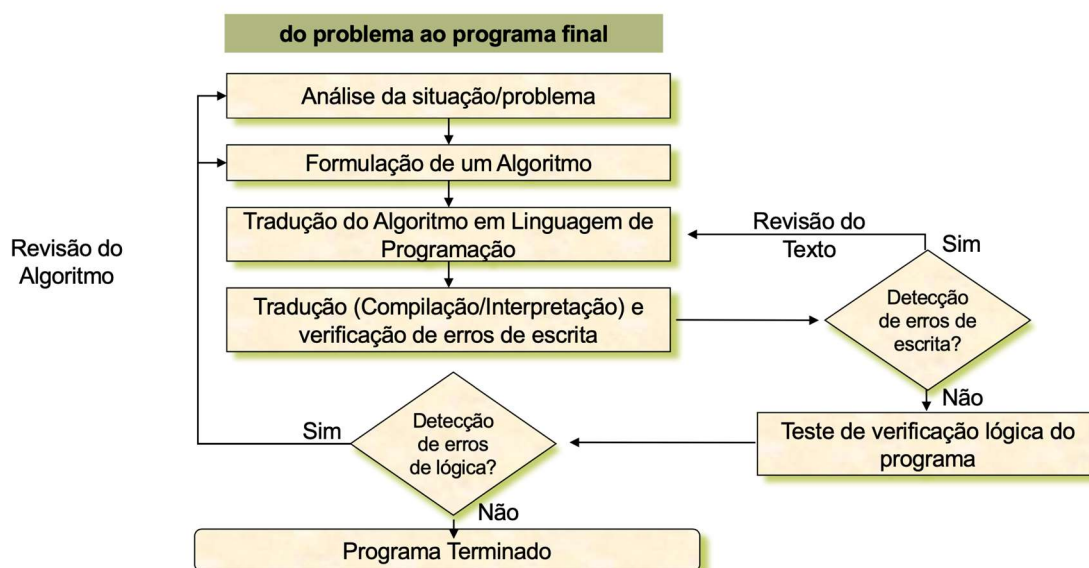 do problema ao programa final
Análise da situação/problema
Formulação de um Algoritmo
Tradução do Algoritmo em Linguagem de
Programação
Tradução (Compilação/Interpretação) e
verificação de erros de escrita
Revisão do
Texto
Sim
Detecção
de erros de
escrita?
Não
Teste de verificação lógica do
programa
Detecção
de erros
de lógica?
Sim
Revisão do
Algoritmo
Não
Programa Terminado